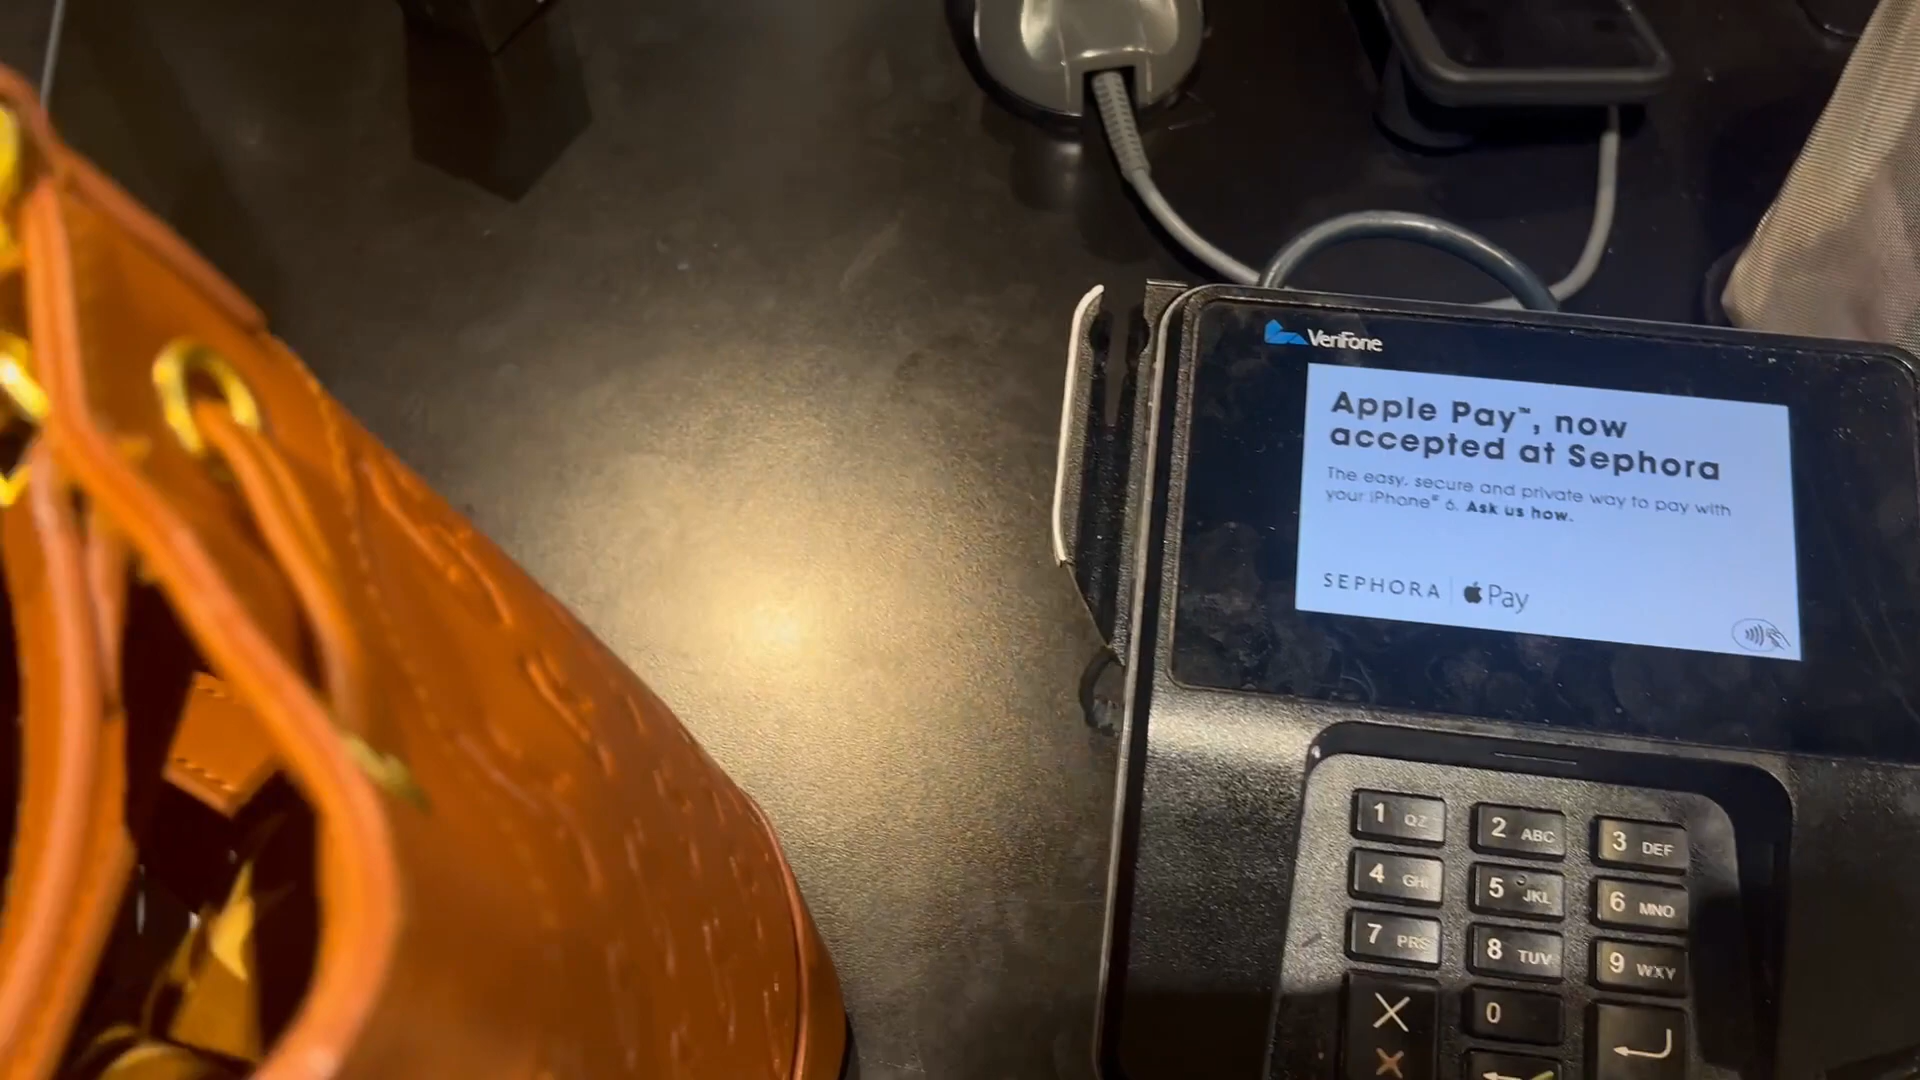 VeriFone
Apple Pay™, now
accepted at Sephora
The easy, secure and private way to pay with
your iPhone® 6. Ask us how.
SEPHORA | Pay
1 QZ 2 ABC 3 DEF
4 GHI 5 JKL 6 MNO
7 PRS 8 TUV 9 WXY
0